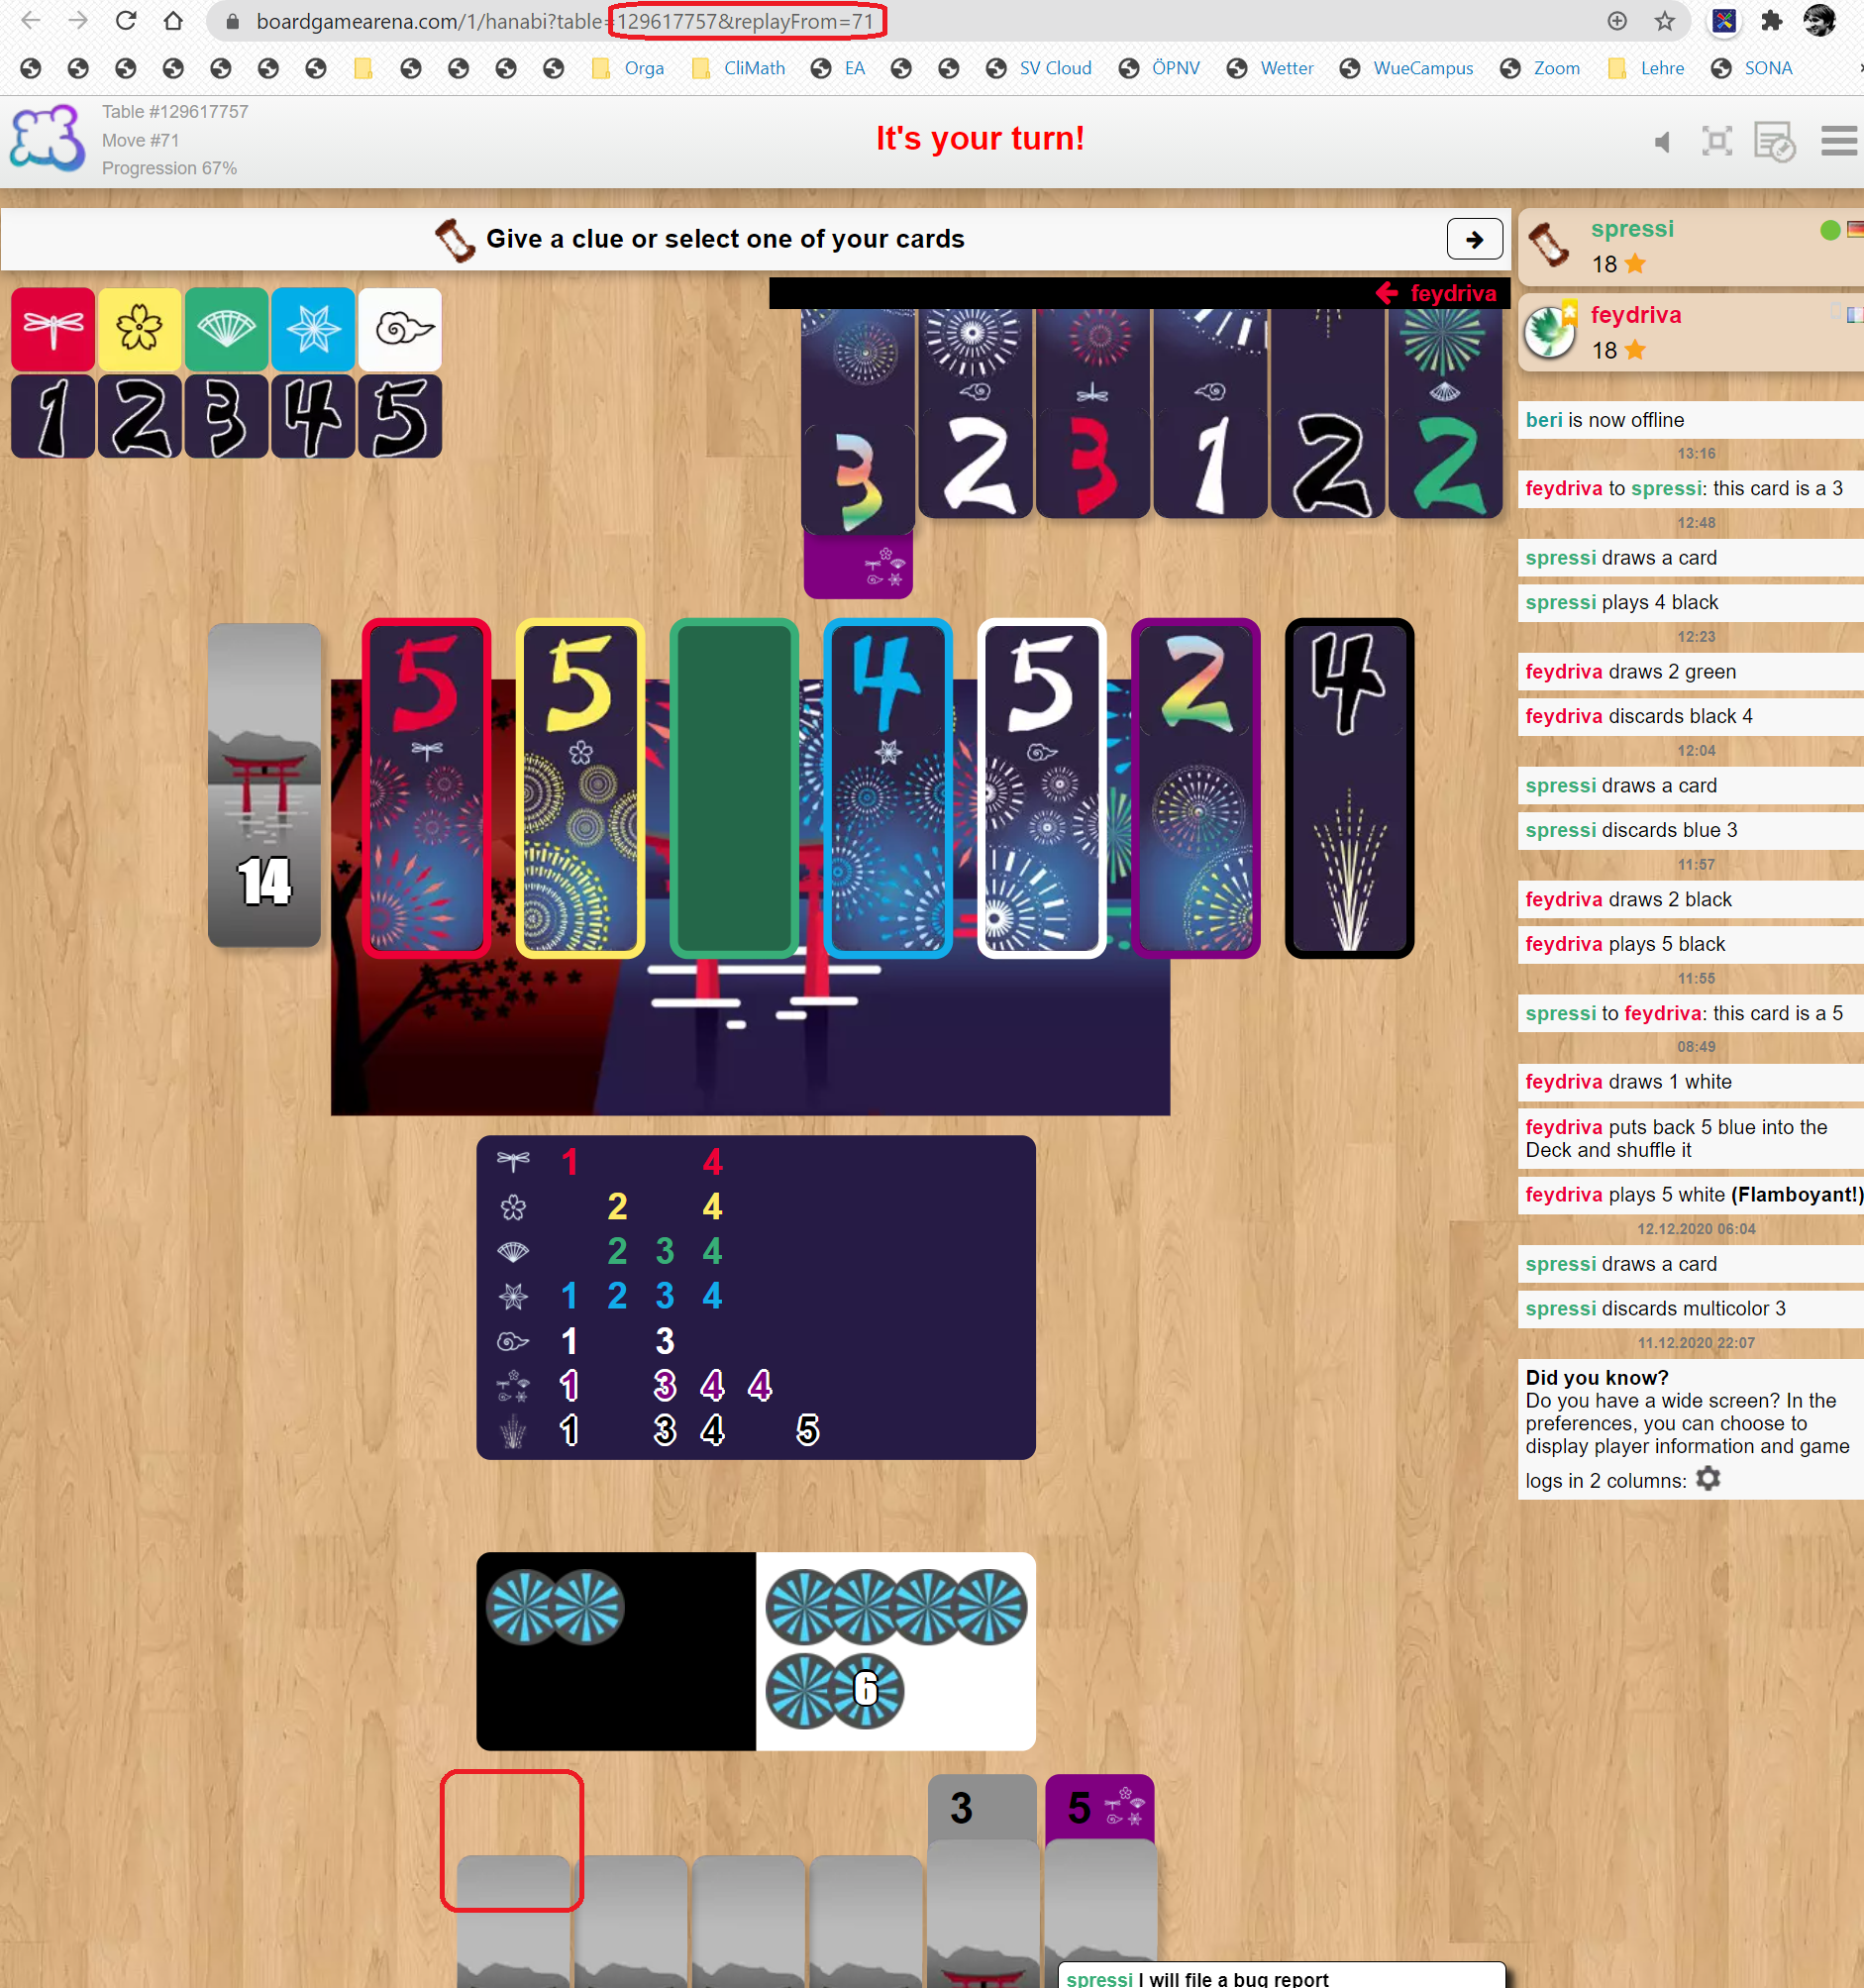 boardgamearena.com/1/hanabi?table=129617757&replayFrom=71
Orga
CliMath
EA
SV Cloud
ÖPNV
Wetter
WueCampus
Zoom
Lehre
SONA
Table #129617757
Move #71
Progression 67%
It's your turn!
Give a clue or select one of your cards
spressi
18
feydriva
18
feydriva
1 2 3 4 5
3 2 3 1 2 2
14
5 5 4 5 2 4
1 4
2 4
2 3 4
1 2 3 4
1 3
1 3 4 4
1 3 4 5
6
3
5
beri is now offline
13:16
feydriva to spressi: this card is a 3
12:48
spressi draws a card
spressi plays 4 black
12:23
feydriva draws 2 green
feydriva discards black 4
12:04
spressi draws a card
spressi discards blue 3
11:57
feydriva draws 2 black
feydriva plays 5 black
11:55
spressi to feydriva: this card is a 5
08:49
feydriva draws 1 white
feydriva puts back 5 blue into the
Deck and shuffle it
feydriva plays 5 white (Flamboyant!)
12.12.2020 06:04
spressi draws a card
spressi discards multicolor 3
11.12.2020 22:07
Did you know?
Do you have a wide screen? In the
preferences, you can choose to
display player information and game
logs in 2 columns:
spressi I will file a bug report